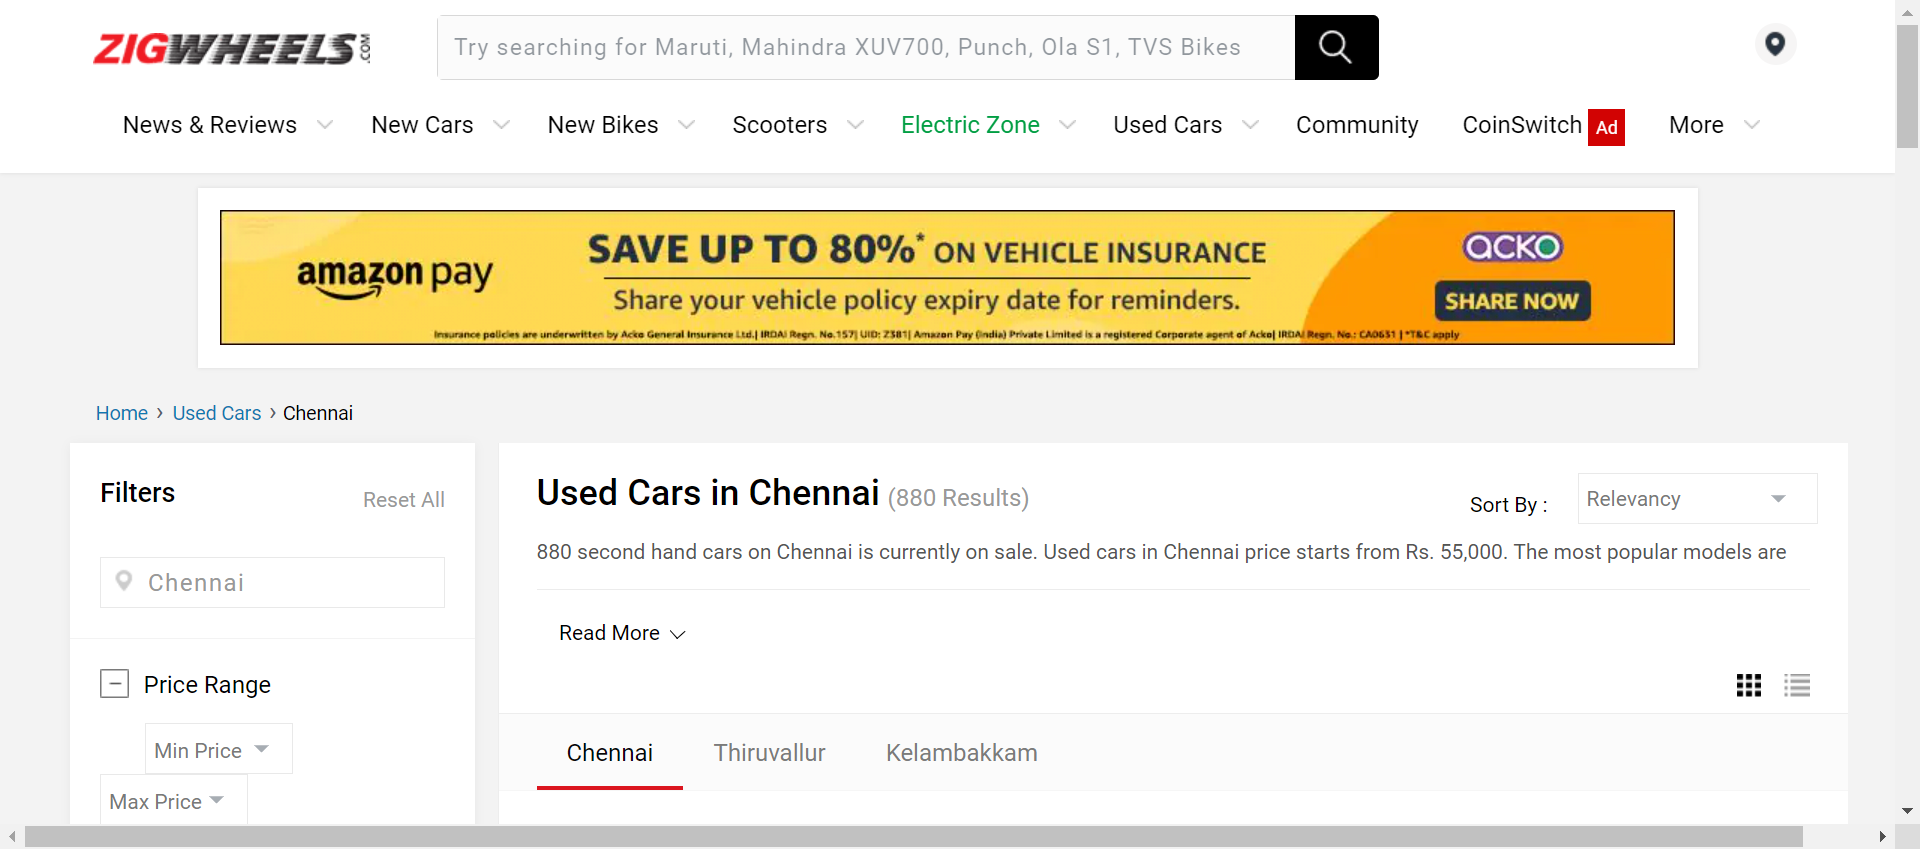 ZIGWHEELS.COM
Try searching for Maruti, Mahindra XUV700, Punch, Ola S1, TVS Bikes
News & Reviews New Cars New Bikes Scooters Electric Zone Used Cars Community CoinSwitch Ad More
amazon pay
SAVE UP TO 80%* ON VEHICLE INSURANCE
Share your vehicle policy expiry date for reminders.
acko
SHARE NOW
Insurance policies are underwritten by Acko General Insurance Ltd.| IRDAI Regn. No.157| UID: 2381| Amazon Pay (India) Private Limited is a registered Corporate agent of Acko| IRDAI Regn. No.: CA0631 | *T&C apply
Home › Used Cars › Chennai
Filters
Reset All
Chennai
Price Range
Min Price
Max Price
Used Cars in Chennai (880 Results)
Sort By :
Relevancy
880 second hand cars on Chennai is currently on sale. Used cars in Chennai price starts from Rs. 55,000. The most popular models are
Read More
Chennai Thiruvallur Kelambakkam